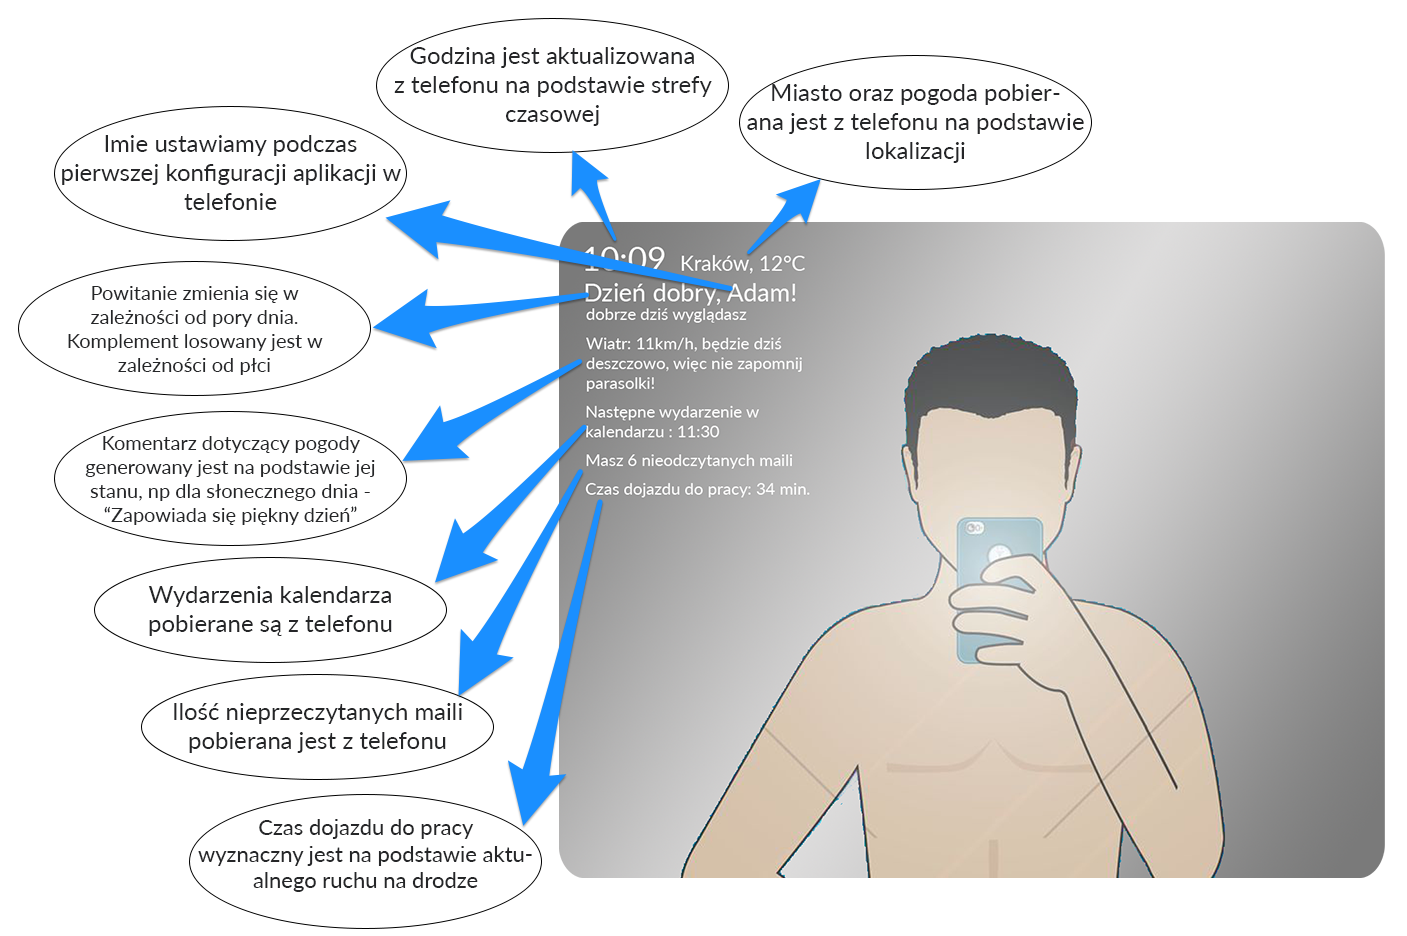 Godzina jest aktualizowana
z telefonu na podstawie strefy
czasowej
Miasto oraz pogoda pobier-
ana jest z telefonu na podstawie
lokalizacji
Imie ustawiamy podczas
pierwszej konfiguracji aplikacji w
telefonie
Powitanie zmienia się w
zależności od pory dnia.
Komplement losowany jest w
zależności od płci
Komentarz dotyczący pogody
generowany jest na podstawie jej
stanu, np dla słonecznego dnia -
“Zapowiada się piękny dzień”
Wydarzenia kalendarza
pobierane są z telefonu
Ilość nieprzeczytanych maili
pobierana jest z telefonu
Czas dojazdu do pracy
wyznaczny jest na podstawie aktu-
alnego ruchu na drodze
10:09 Kraków, 12°C
Dzień dobry, Adam!
dobrze dziś wyglądasz
Wiatr: 11km/h, będzie dziś
deszczowo, więc nie zapomnij
parasolki!
Następne wydarzenie w
kalendarzu : 11:30
Masz 6 nieodczytanych maili
Czas dojazdu do pracy: 34 min.